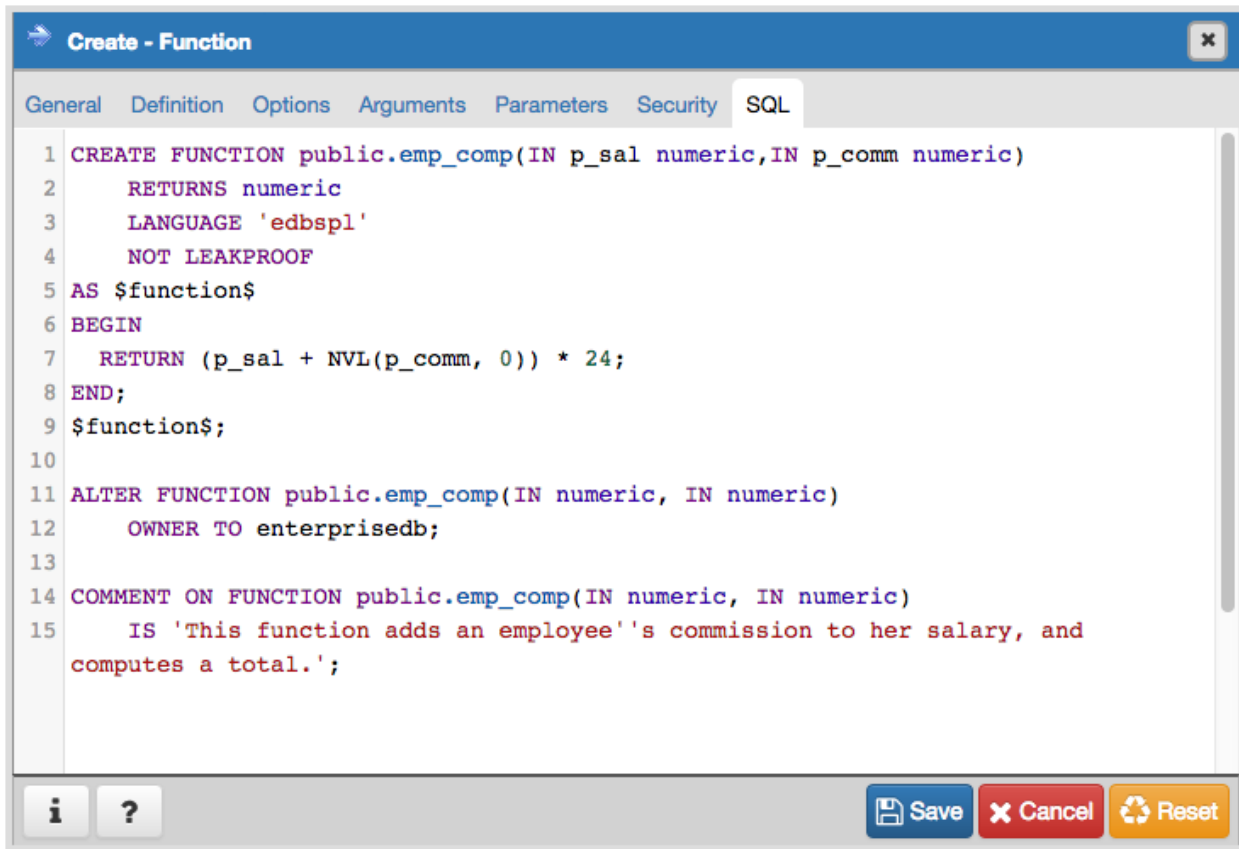 Create - Function
General Definition Options Arguments Parameters Security SQL
1 CREATE FUNCTION public.emp_comp(IN p_sal numeric,IN p_comm numeric)
2     RETURNS numeric
3     LANGUAGE 'edbspl'
4     NOT LEAKPROOF
5 AS $function$
6 BEGIN
7   RETURN (p_sal + NVL(p_comm, 0)) * 24;
8 END;
9 $function$;
10
11 ALTER FUNCTION public.emp_comp(IN numeric, IN numeric)
12     OWNER TO enterprisedb;
13
14 COMMENT ON FUNCTION public.emp_comp(IN numeric, IN numeric)
15     IS 'This function adds an employee''s commission to her salary, and
computes a total.';
i ? Save Cancel Reset